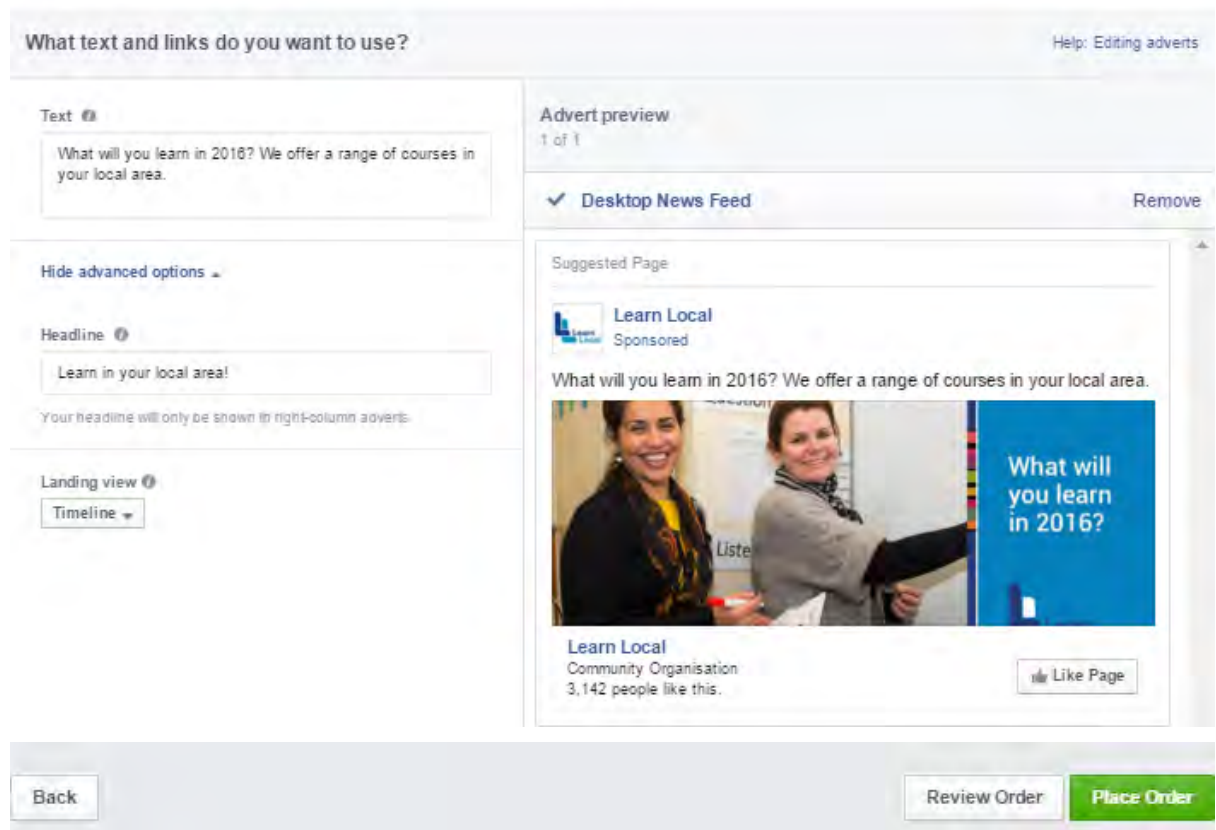 What text and links do you want to use?
Help: Editing adverts
Text
What will you learn in 2016? We offer a range of courses in
your local area.
Hide advanced options
Headline
Learn in your local area!
Your headline will only be shown in right-column adverts.
Landing view
Timeline
Advert preview
1 of 1
Desktop News Feed
Remove
Suggested Page
Learn Local
Learn Local
Sponsored
What will you learn in 2016? We offer a range of courses in your local area.
Liste
What will
you learn
in 2016?
Learn Local
Community Organisation
3,142 people like this.
Like Page
Back
Review Order
Place Order